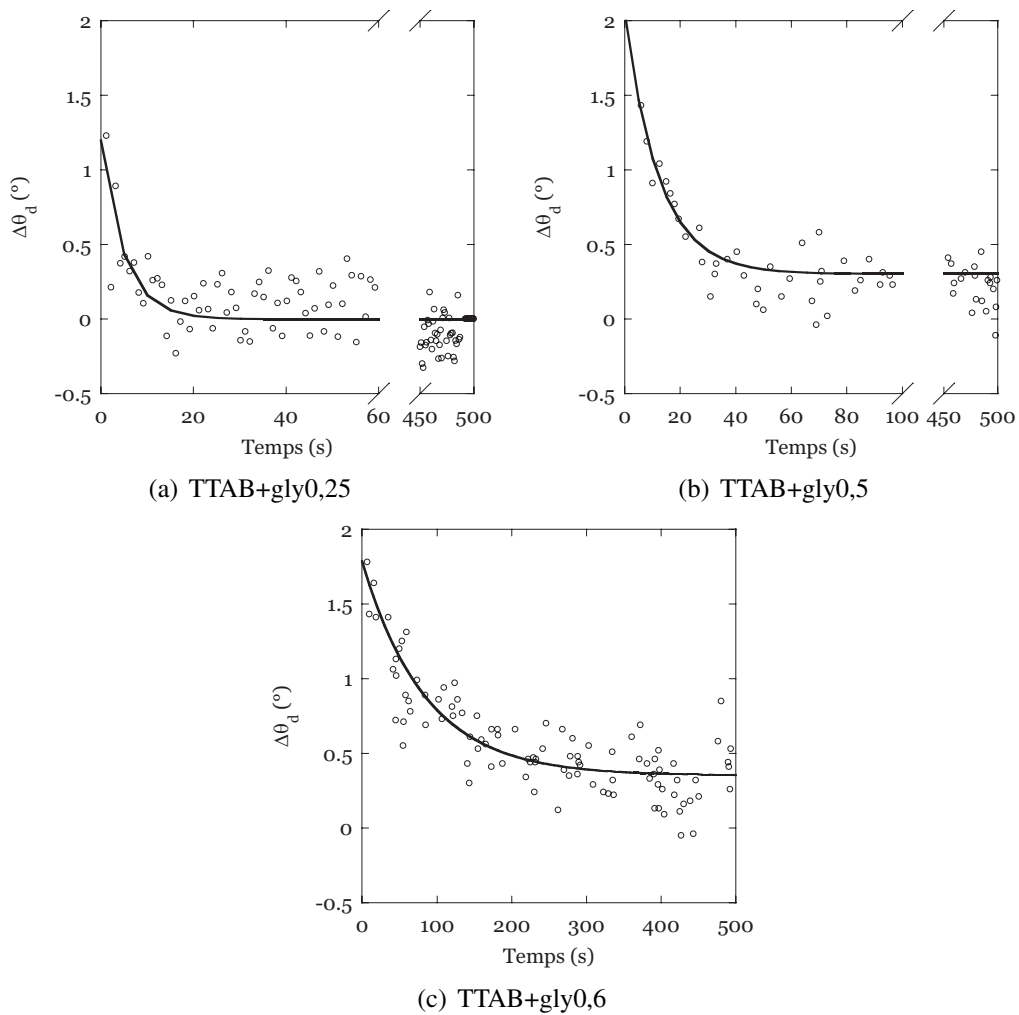 2
1.5
1
0.5
0
-0.5
Δθd (º)
0 20 40 60 450 500
Temps (s)
(a) TTAB+gly0,25
2
1.5
1
0.5
0
-0.5
Δθd (º)
0 20 40 60 80 100 450 500
Temps (s)
(b) TTAB+gly0,5
2
1.5
1
0.5
0
-0.5
Δθd (º)
0 100 200 300 400 500
Temps (s)
(c) TTAB+gly0,6